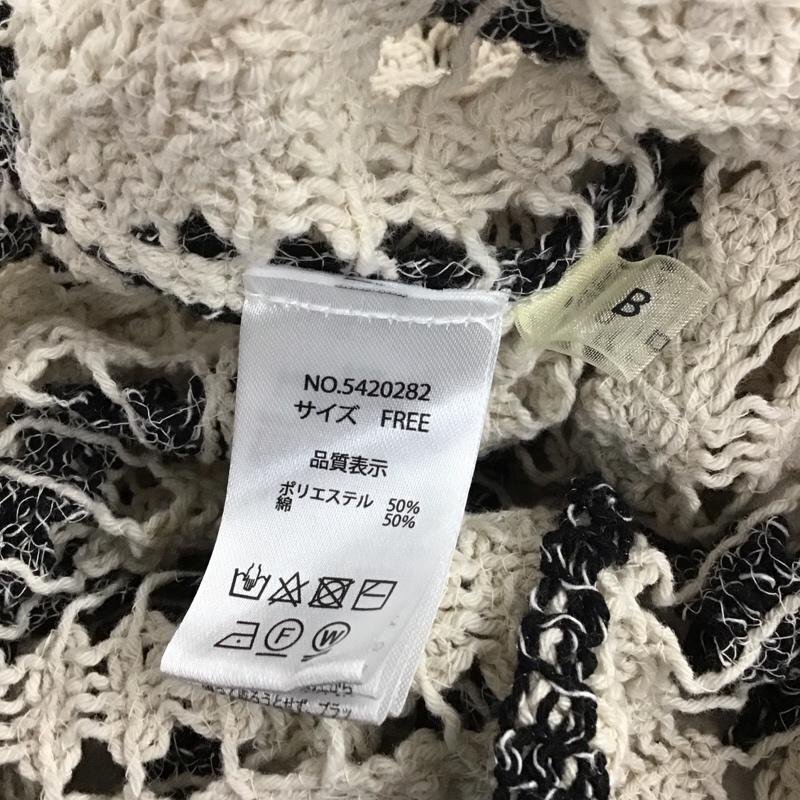 NO.5420282
サイズ FREE
品質表示
ポリエステル 50%
綿 50%
F
W
B